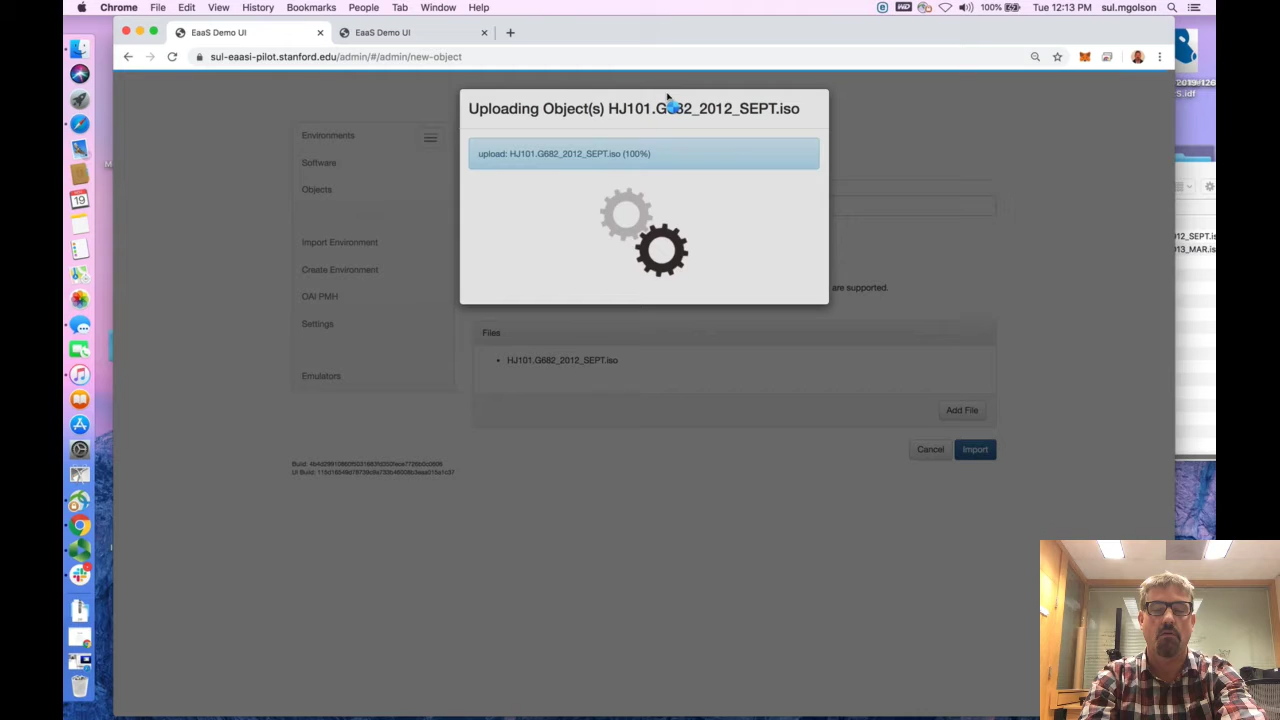 Chrome File Edit View History Bookmarks People Tab Window Help
100% Tue 12:13 PM sul.mgolson
EaaS Demo UI
EaaS Demo UI
sul-eaasi-pilot.stanford.edu/admin/#/admin/new-object
Uploading Object(s) HJ101.G682_2012_SEPT.iso
upload: HJ101.G682_2012_SEPT.iso (100%)
Environments
Software
Objects
Import Environment
Create Environment
OAI PMH
Settings
Emulators
are supported.
Files
HJ101.G682_2012_SEPT.iso
Add File
Cancel
Import